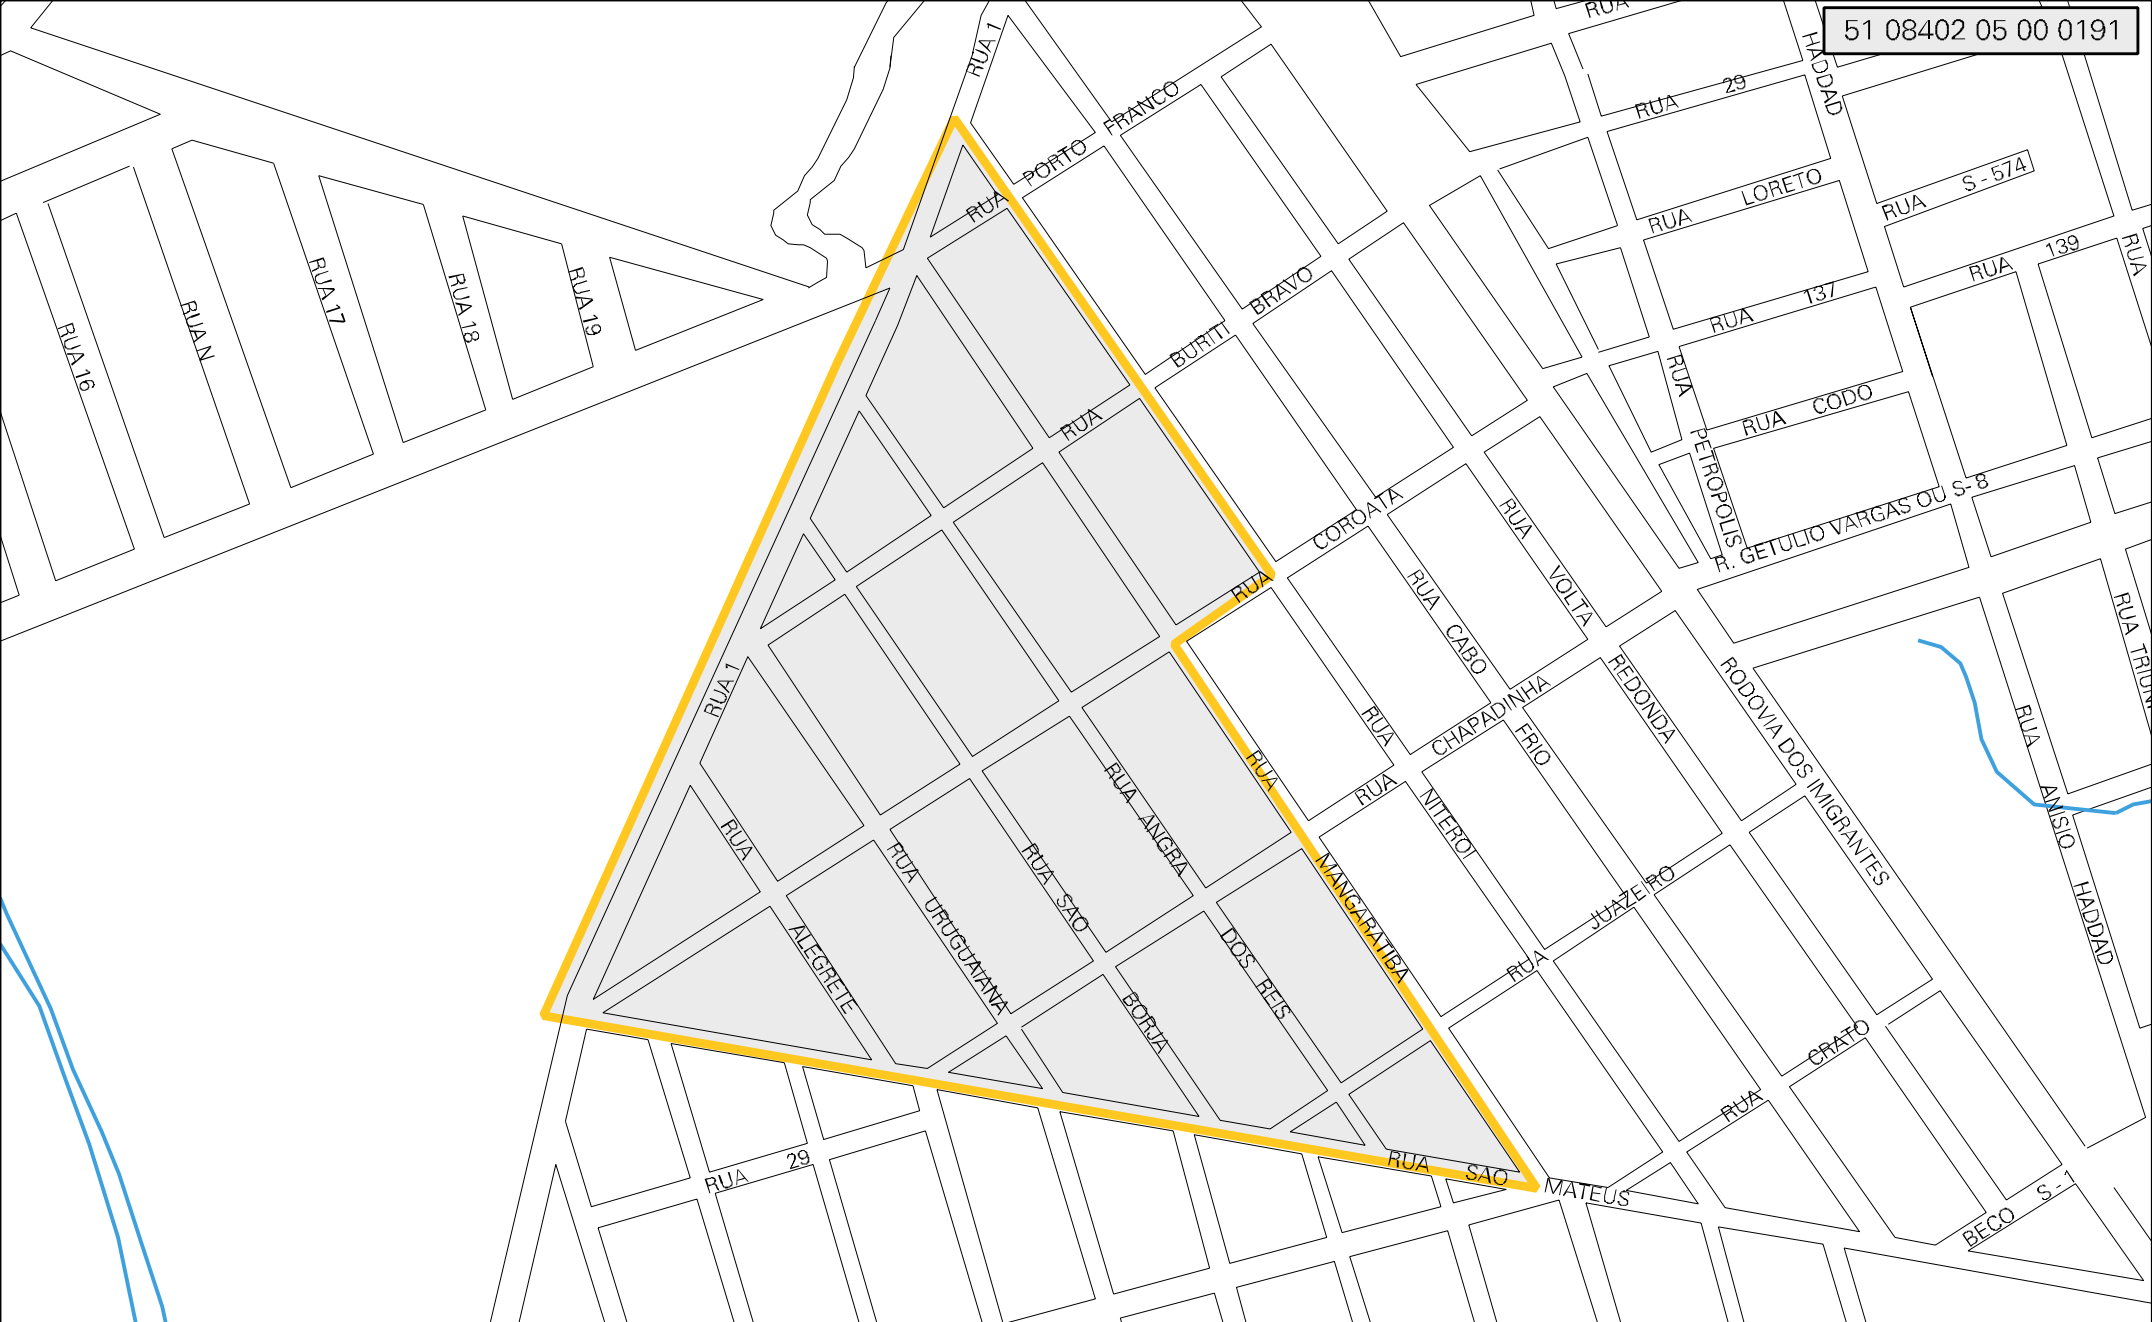 51 08402 05 00 0191
RUA
RUA 1
HADDAD
RUA 29
RUA PORTO FRANCO
RUA LORETO
RUA S - 574
RUA 139
RUA
RUA 137
RUA 16
RUA N
RUA 17
RUA 18
RUA 19
RUA BURITI BRAVO
RUA PETROPOLIS
RUA CODO
R. GETULIO VARGAS OU S- 8
RUA COROATA
RUA VOLTA REDONDA
RUA CABO FRIO
RUA 1
RUA CHAPADINHA
RUA NITEROI
RUA MANGARATIBA
RODOVIA DOS IMIGRANTES
RUA ANISIO HADDAD
RUA ALEGRETE
RUA URUGUAIANA
RUA SAO BORJA
RUA ANGRA DOS REIS
RUA JUAZEIRO
RUA CRATO
RUA 29
RUA SAO MATEUS
BECO S - 1